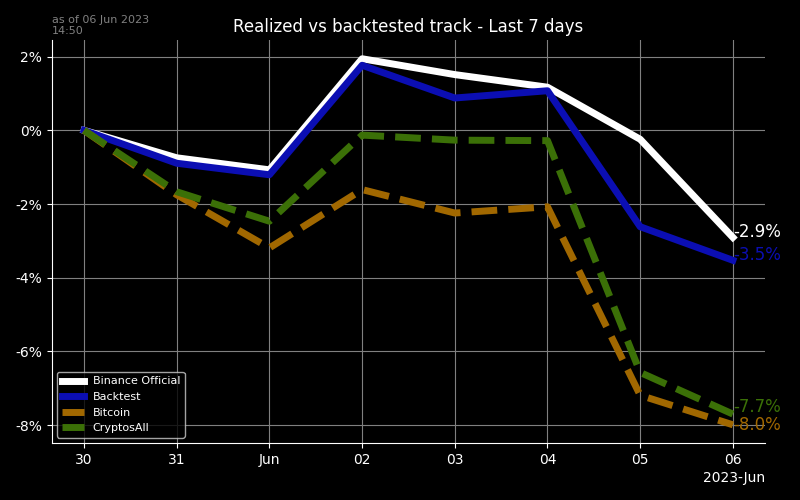 as of 06 Jun 2023
14:50
Realized vs backtested track - Last 7 days
2%
0%
-2%
-4%
-6%
-8%
-2.9%
-3.5%
-7.7%
-8.0%
Binance Official
Backtest
Bitcoin
CryptosAll
30 31 Jun 02 03 04 05 06
2023-Jun